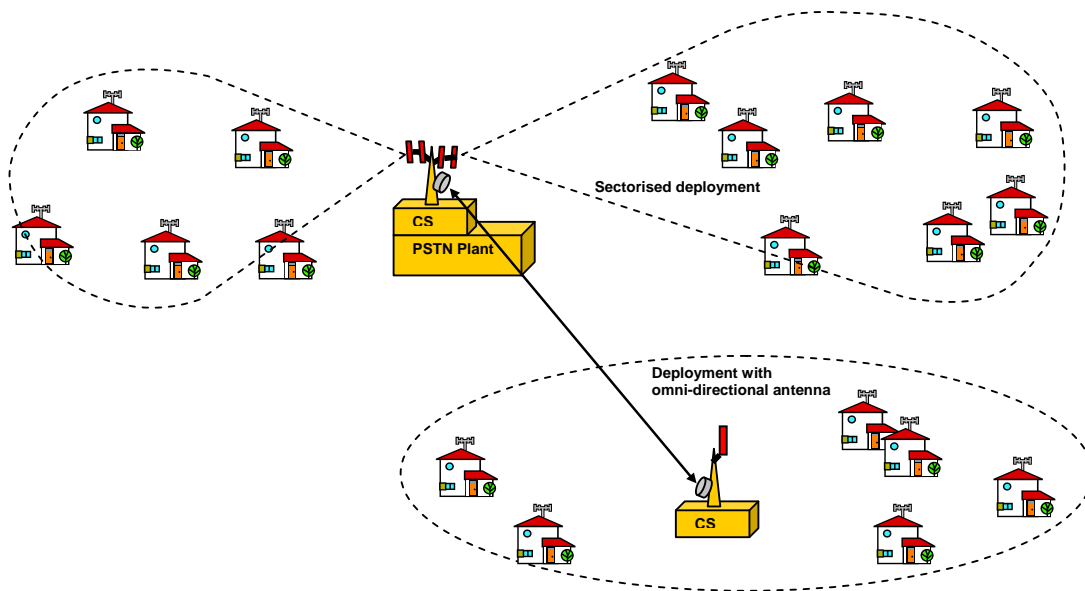 Sectorised deployment
CS
PSTN Plant
Deployment with
omni-directional antenna
CS